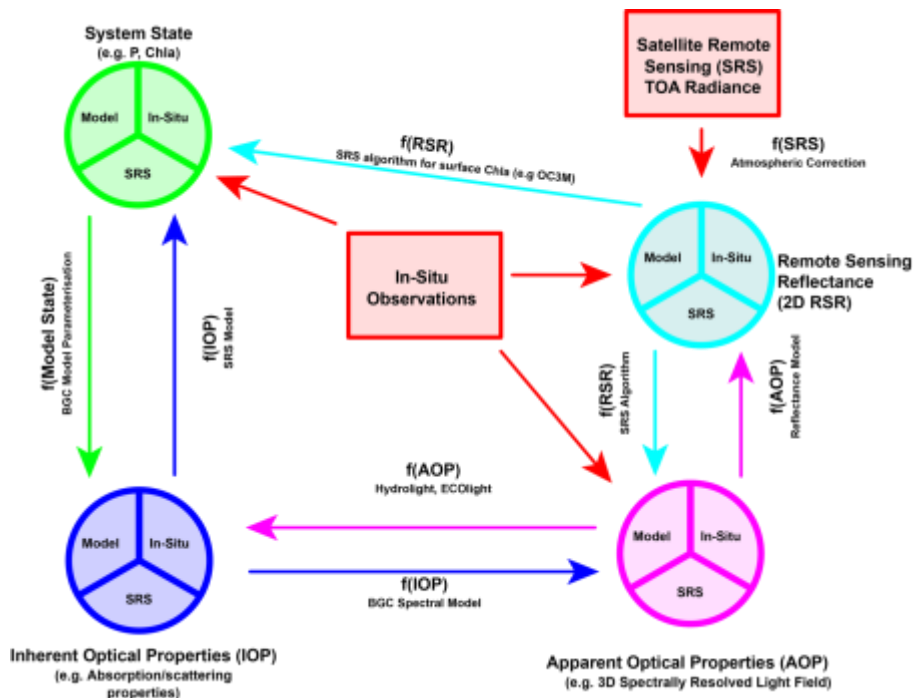 System State
(e.g. P, Chla)
Model
In-Situ
SRS
Satellite Remote
Sensing (SRS)
TOA Radiance
f(SRS)
Atmospheric Correction
f(RSR)
SRS algorithm for surface Chla (e.g OC3M)
In-Situ
Observations
Model
In-Situ
SRS
Remote Sensing
Reflectance
(2D RSR)
f(Model State)
BGC Model Parameterisation
f(IOP)
SRS Model
f(RSR)
SRS Algorithm
f(AOP)
Reflectance Model
f(AOP)
Hydrolight, ECOlight
f(IOP)
BGC Spectral Model
Model
In-Situ
SRS
Inherent Optical Properties (IOP)
(e.g. Absorption/scattering
properties)
Model
In-Situ
SRS
Apparent Optical Properties (AOP)
(e.g. 3D Spectrally Resolved Light Field)